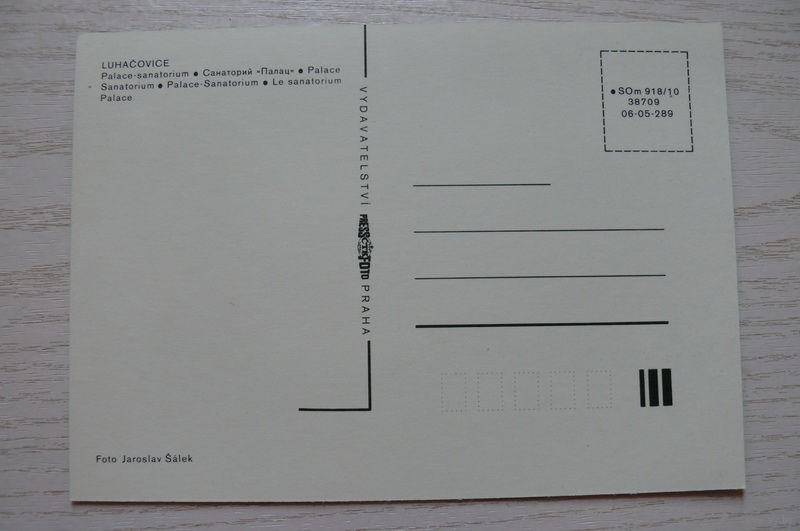 LUHAČOVICE
Palace-sanatorium • Санаторий «Палац» • Palace
Sanatorium • Palace-Sanatorium • Le sanatorium
Palace
VYDAVATELSTVÍ PRESSFOTO PRAHA
• SOm 918/10
38709
06-05-289
Foto Jaroslav Šálek